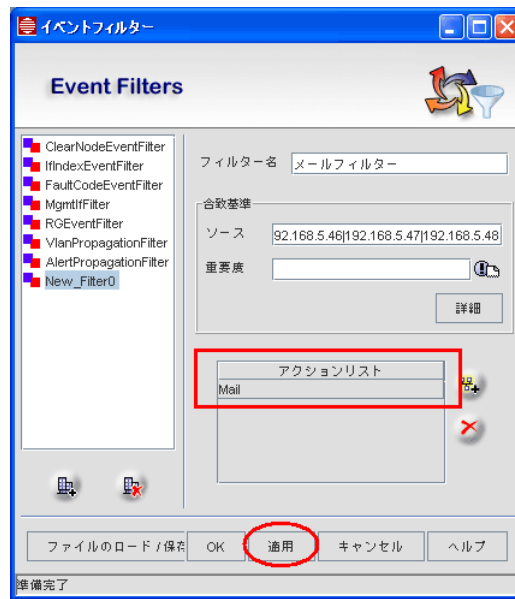 イベントフィルター
Event Filters
ClearNodeEventFilter
IfIndexEventFilter
FaultCodeEventFilter
MgmtIfFilter
RGEventFilter
VlanPropagationFilter
AlertPropagationFilter
New_Filter0
フィルター名 メールフィルター
合致基準
ソース 92.168.5.46|192.168.5.47|192.168.5.48
重要度
詳細
アクションリスト
Mail
ファイルのロード/保存 OK 適用 キャンセル ヘルプ
準備完了